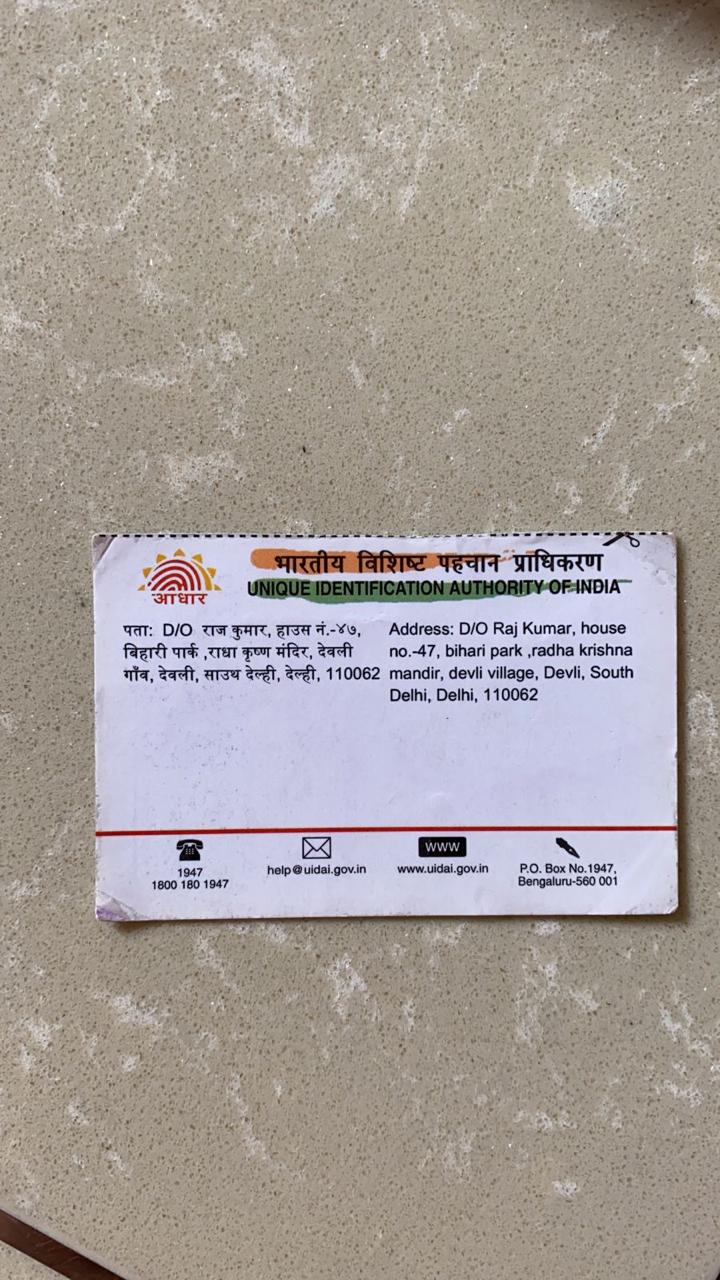 भारतीय विशिष्ट पहचान प्राधिकरण
UNIQUE IDENTIFICATION AUTHORITY OF INDIA
आधार
पता: D/O राज कुमार, हाउस नं.-४७,
बिहारी पार्क ,राधा कृष्ण मंदिर, देवली
गाँव, देवली, साउथ देल्ही, देल्ही, 110062
Address: D/O Raj Kumar, house
no.-47, bihari park ,radha krishna
mandir, devli village, Devli, South
Delhi, Delhi, 110062
1947
1800 180 1947
help@uidai.gov.in
WWW
www.uidai.gov.in
P.O. Box No.1947,
Bengaluru-560 001